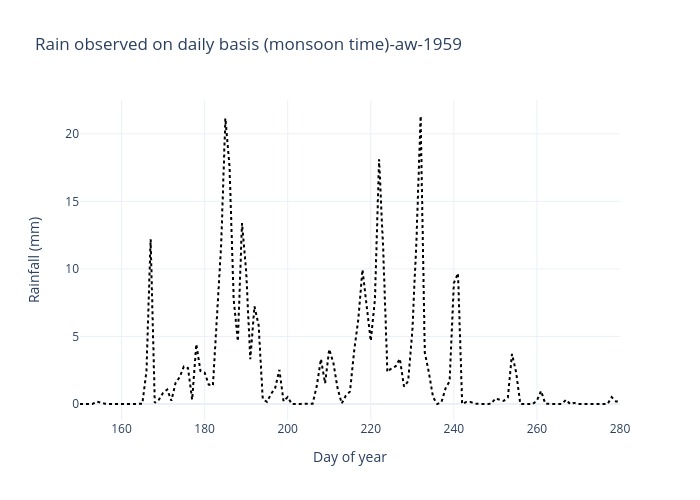 Rain observed on daily basis (monsoon time)-aw-1959
20
15
10
5
0
Rainfall (mm)
160 180 200 220 240 260 280
Day of year